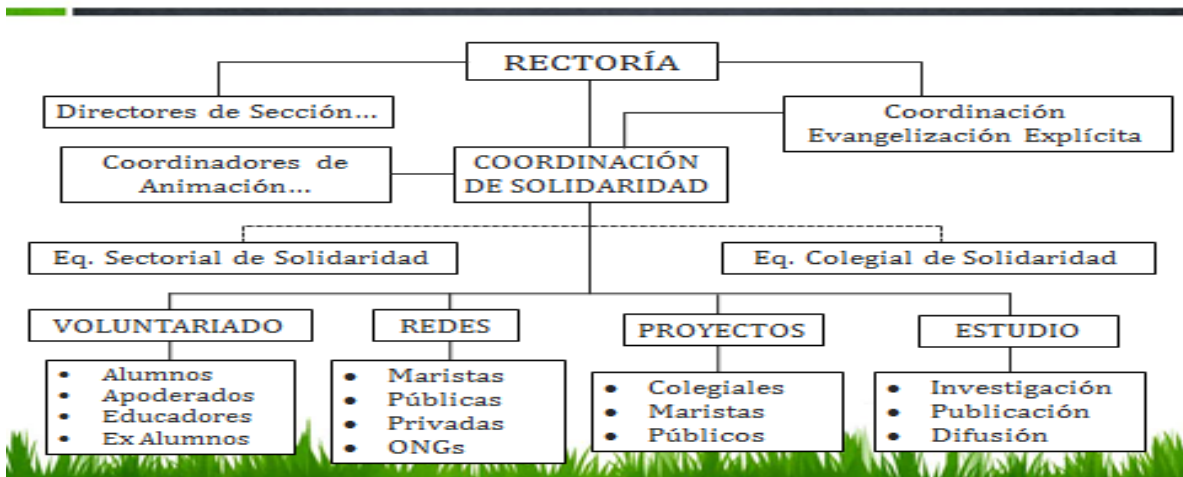 RECTORÍA
Directores de Sección...
Coordinación
Evangelización Explícita
Coordinadores de
Animación...
COORDINACIÓN
DE SOLIDARIDAD
Eq. Sectorial de Solidaridad
Eq. Colegial de Solidaridad
VOLUNTARIADO
• Alumnos
• Apoderados
• Educadores
• Ex Alumnos
REDES
• Maristas
• Públicas
• Privadas
• ONGs
PROYECTOS
• Colegiales
• Maristas
• Públicos
ESTUDIO
• Investigación
• Publicación
• Difusión